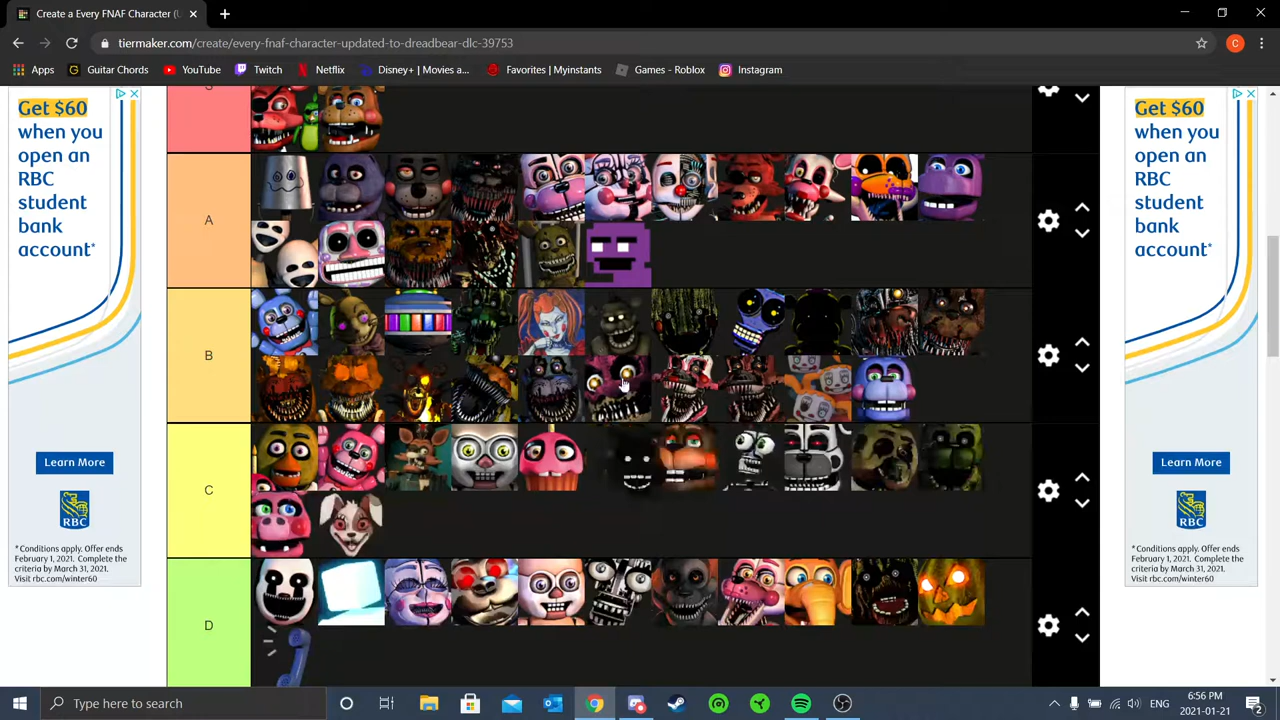 Create a Every FNAF Character (U
tiermaker.com/create/every-fnaf-character-updated-to-dreadbear-dlc-39753
C
Apps
Guitar Chords
YouTube
Twitch
Netflix
Disney+ | Movies a...
Favorites | Myinstants
Games - Roblox
Instagram
Get $60
when you
open an
RBC
student
bank
account*
Learn More
RBC
*Conditions apply. Offer ends
February 1, 2021. Complete the
criteria by March 31, 2021.
Visit rbc.com/winter60
A
B
C
D
Get $60
when you
open an
RBC
student
bank
account*
Learn More
RBC
*Conditions apply. Offer ends
February 1, 2021. Complete the
criteria by March 31, 2021.
Visit rbc.com/winter60
Type here to search
ENG
6:56 PM
2021-01-21
2